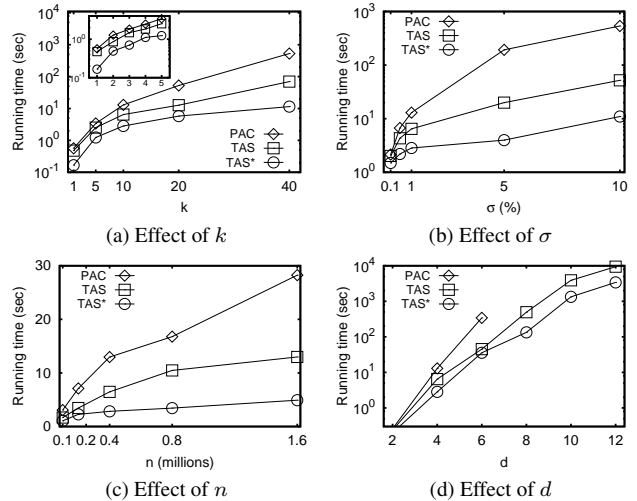 Running time (sec)
10^4
10^3
10^2
10^1
10^0
10^-1
10^0
10^-1
1 2 3 4 5
PAC
TAS
TAS*
1 5 10 20 40
k
(a) Effect of k
Running time (sec)
10^3
10^2
10^1
10^0
PAC
TAS
TAS*
0.1 1 5 10
σ (%)
(b) Effect of σ
Running time (sec)
30
20
10
0
PAC
TAS
TAS*
0.1 0.2 0.4 0.8 1.6
n (millions)
(c) Effect of n
Running time (sec)
10^4
10^3
10^2
10^1
10^0
PAC
TAS
TAS*
2 4 6 8 10 12
d
(d) Effect of d